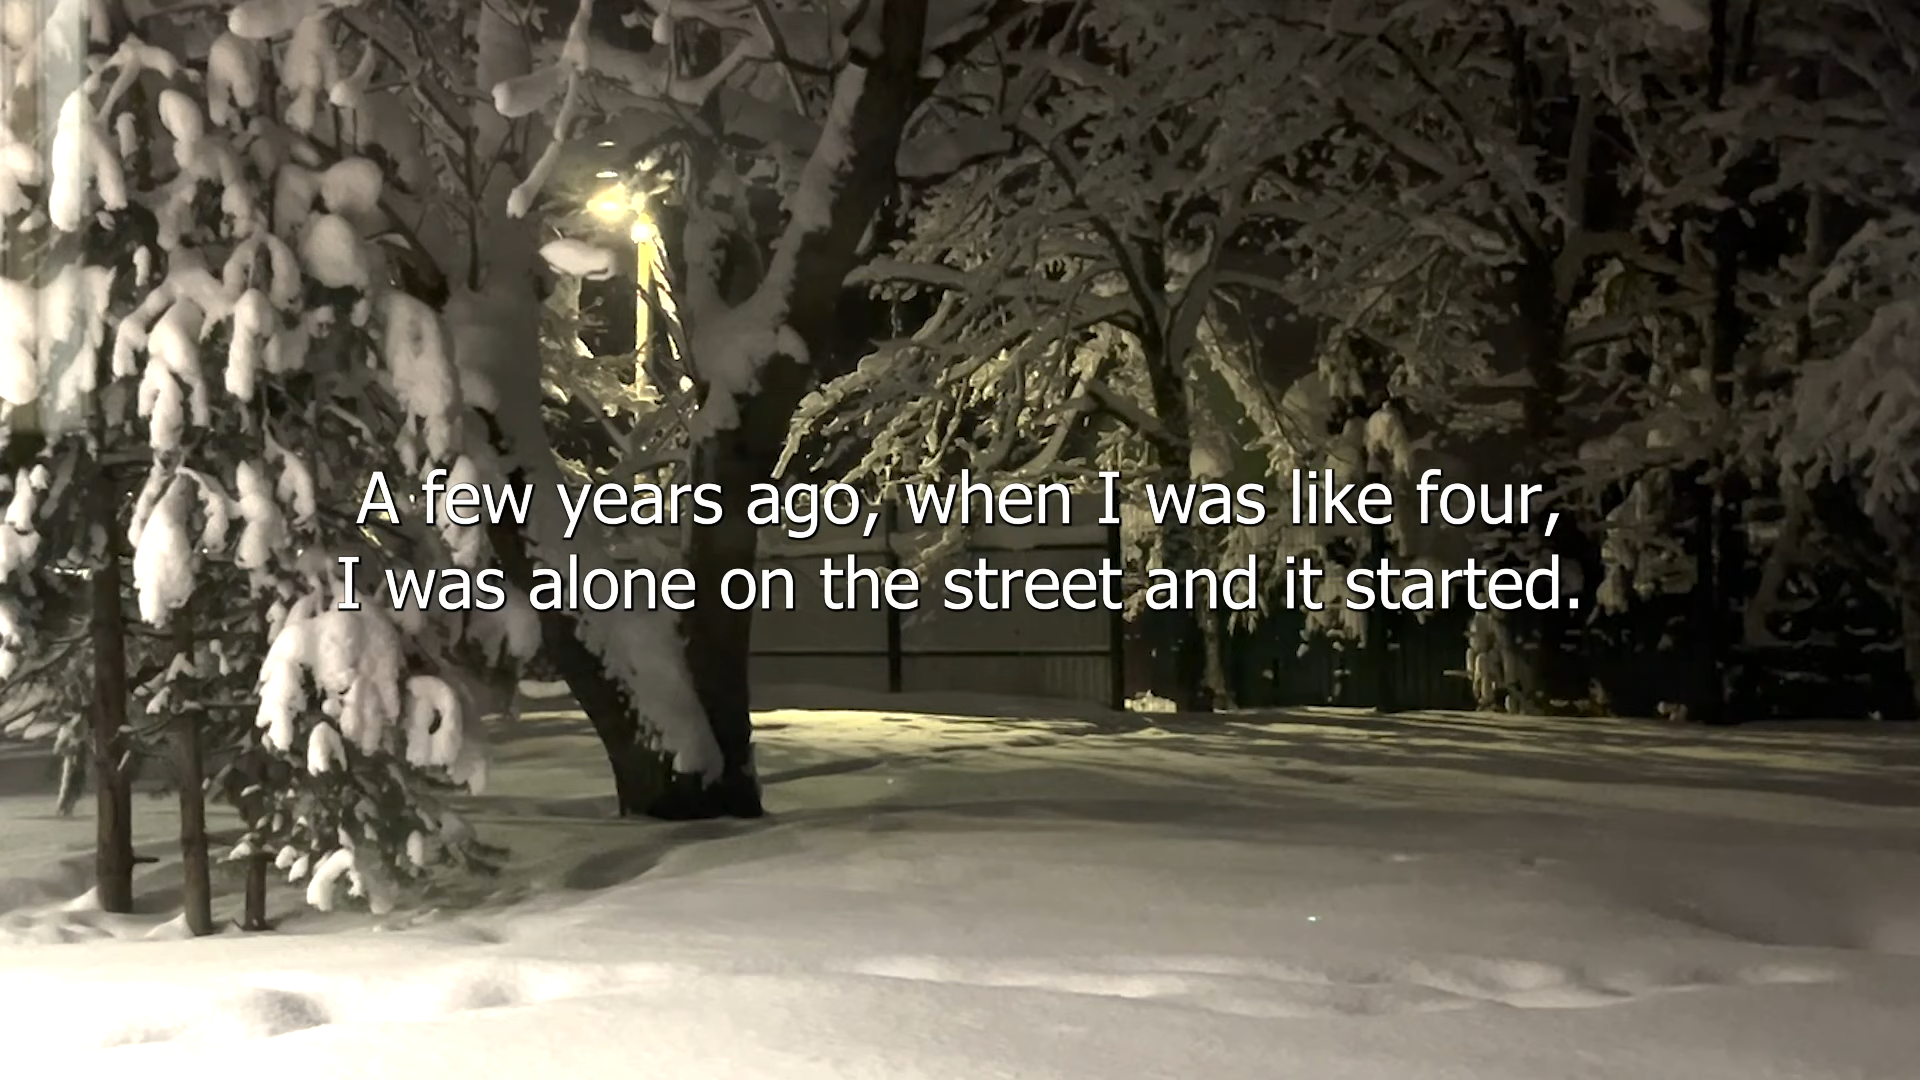 A few years ago, when I was like four,
I was alone on the street and it started.